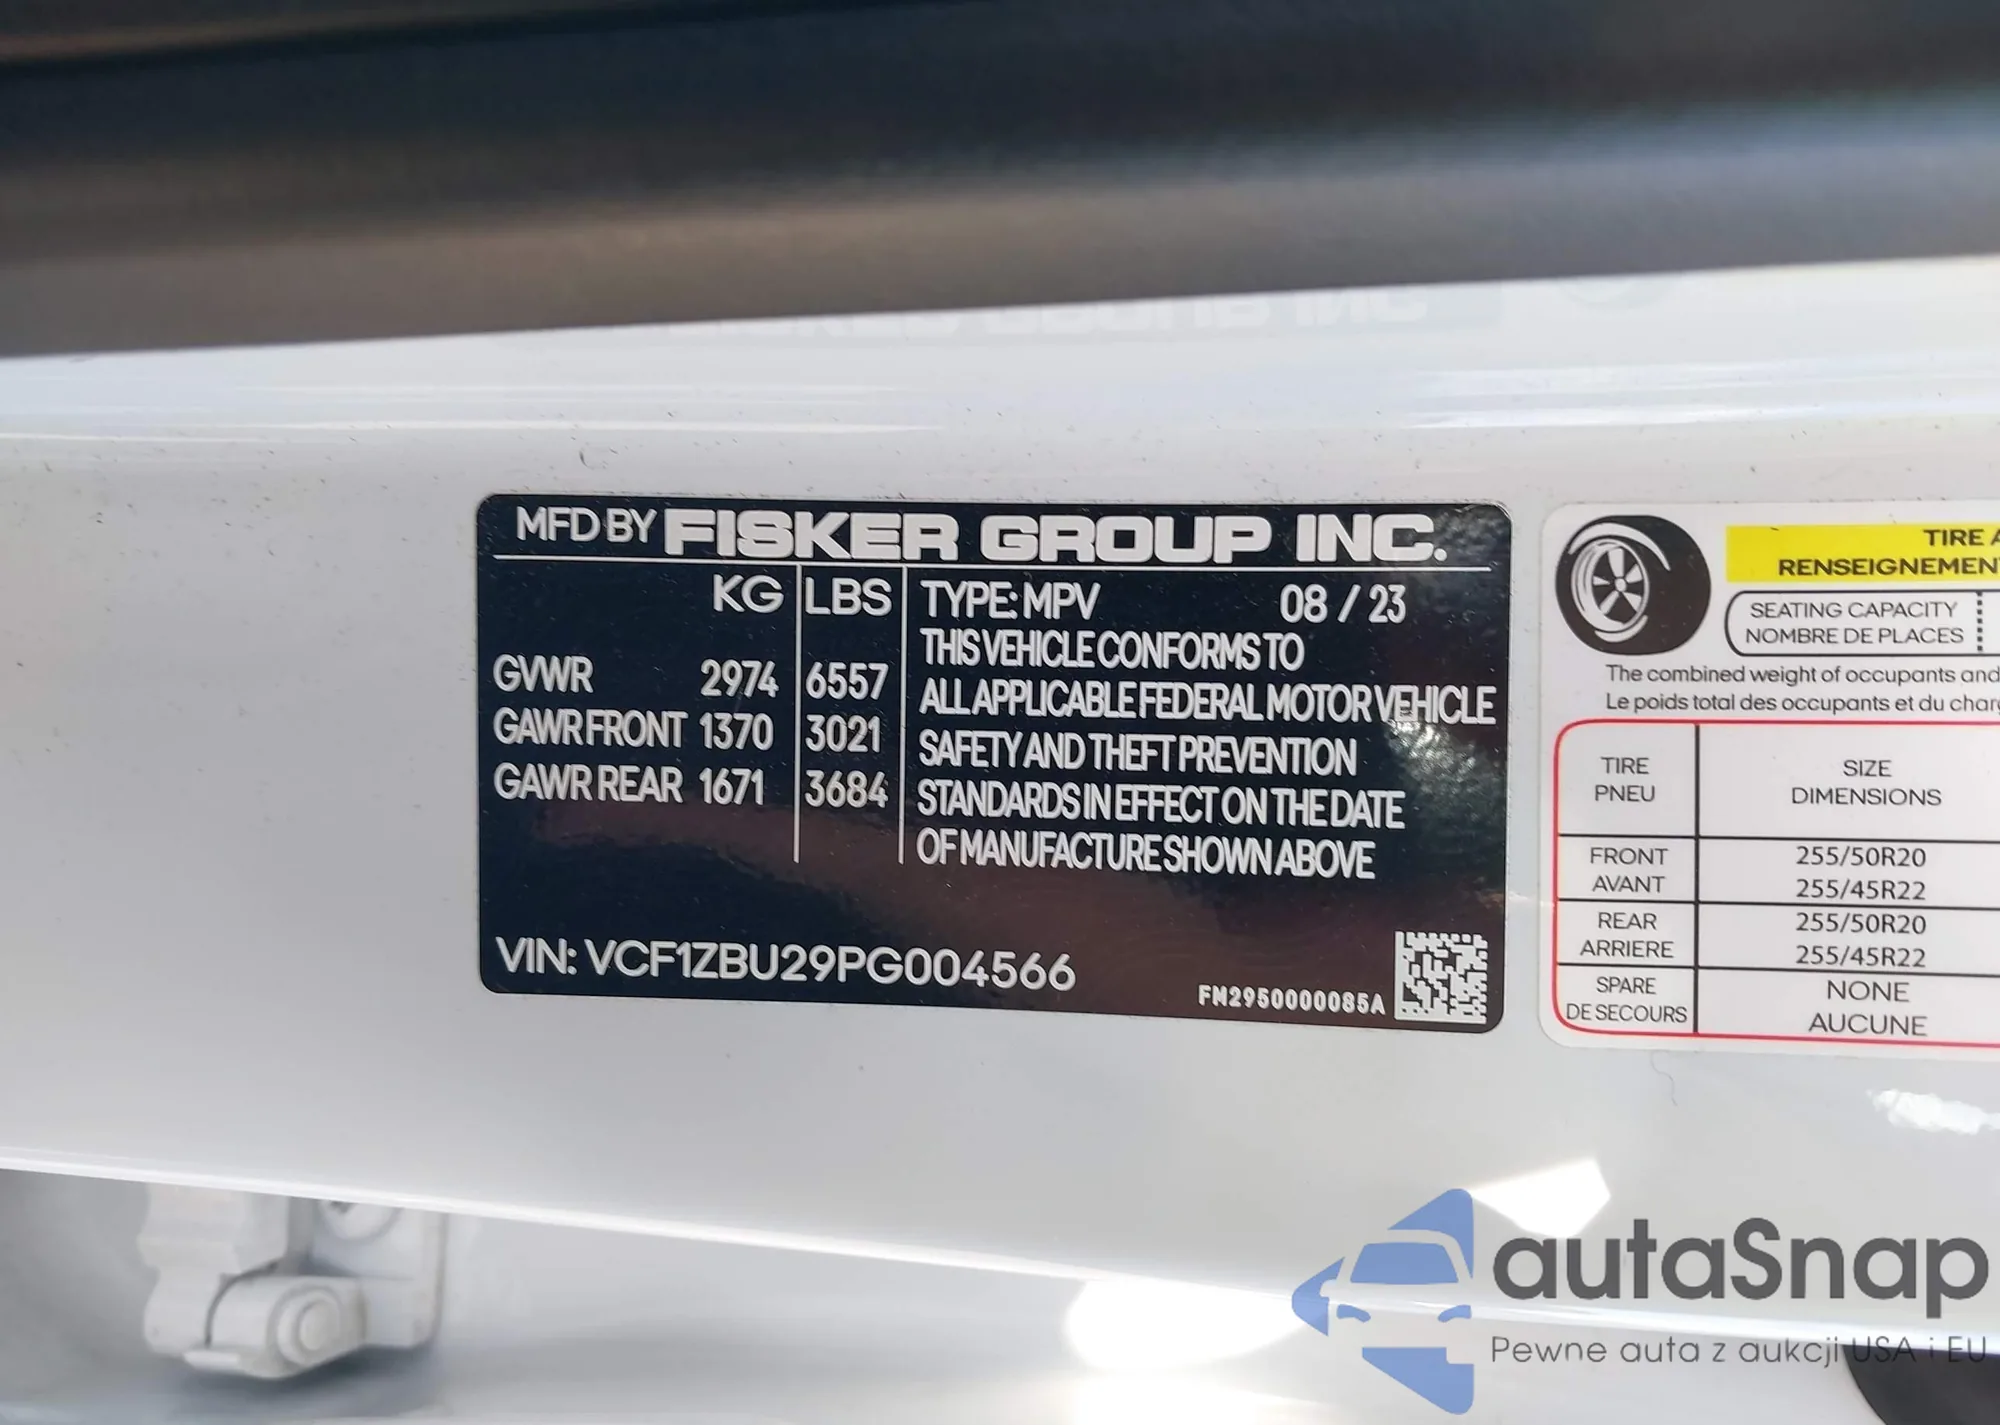 MFD BY FISKER GROUP INC.
KG LBS
GVWR 2974 6557
GAWR FRONT 1370 3021
GAWR REAR 1671 3684
TYPE: MPV 08 / 23
THIS VEHICLE CONFORMS TO
ALL APPLICABLE FEDERAL MOTOR VEHICLE
SAFETY AND THEFT PREVENTION
STANDARDS IN EFFECT ON THE DATE
OF MANUFACTURE SHOWN ABOVE
VIN: VCF1ZBU29PG004566
FM2950000085A
TIRE
RENSEIGNEMEN
SEATING CAPACITY
NOMBRE DE PLACES
The combined weight of occupants and
Le poids total des occupants et du
TIRE
PNEU
SIZE
DIMENSIONS
FRONT
AVANT
255/50R20
255/45R22
REAR
ARRIERE
255/50R20
255/45R22
SPARE
DE SECOURS
NONE
AUCUNE
autaSnap
Pewne auta z aukcji USA i EU